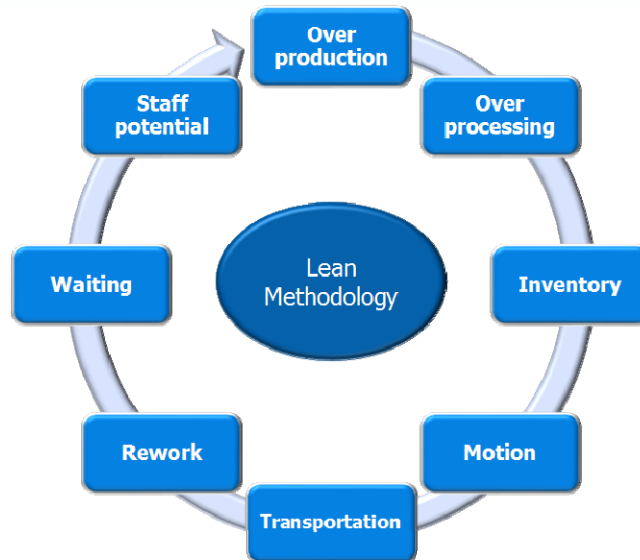 Over
production
Over
processing
Inventory
Motion
Transportation
Rework
Waiting
Staff
potential
Lean
Methodology